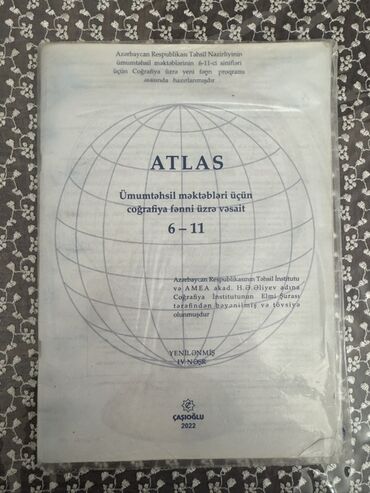 Azərbaycan Respublikası Təhsil Nazirliyinin
ümumtəhsil məktəblərinin 6-11-ci sinifləri
üçün Coğrafiya üzrə yeni fənn proqramı
əsasında hazırlanmışdır
ATLAS
Ümumtəhsil məktəbləri üçün
coğrafiya fənni üzrə vəsait
6 – 11
Azərbaycan Respublikasının Təhsil İnstitutu
və AMEA akad. H.Ə.Əliyev adına
Coğrafiya İnstitutunun Elmi Şurası
tərəfindən bəyənilmiş və tövsiyə
olunmuşdur
YENİLƏNMİŞ
IV NƏŞR
ÇAŞIOĞLU
2022